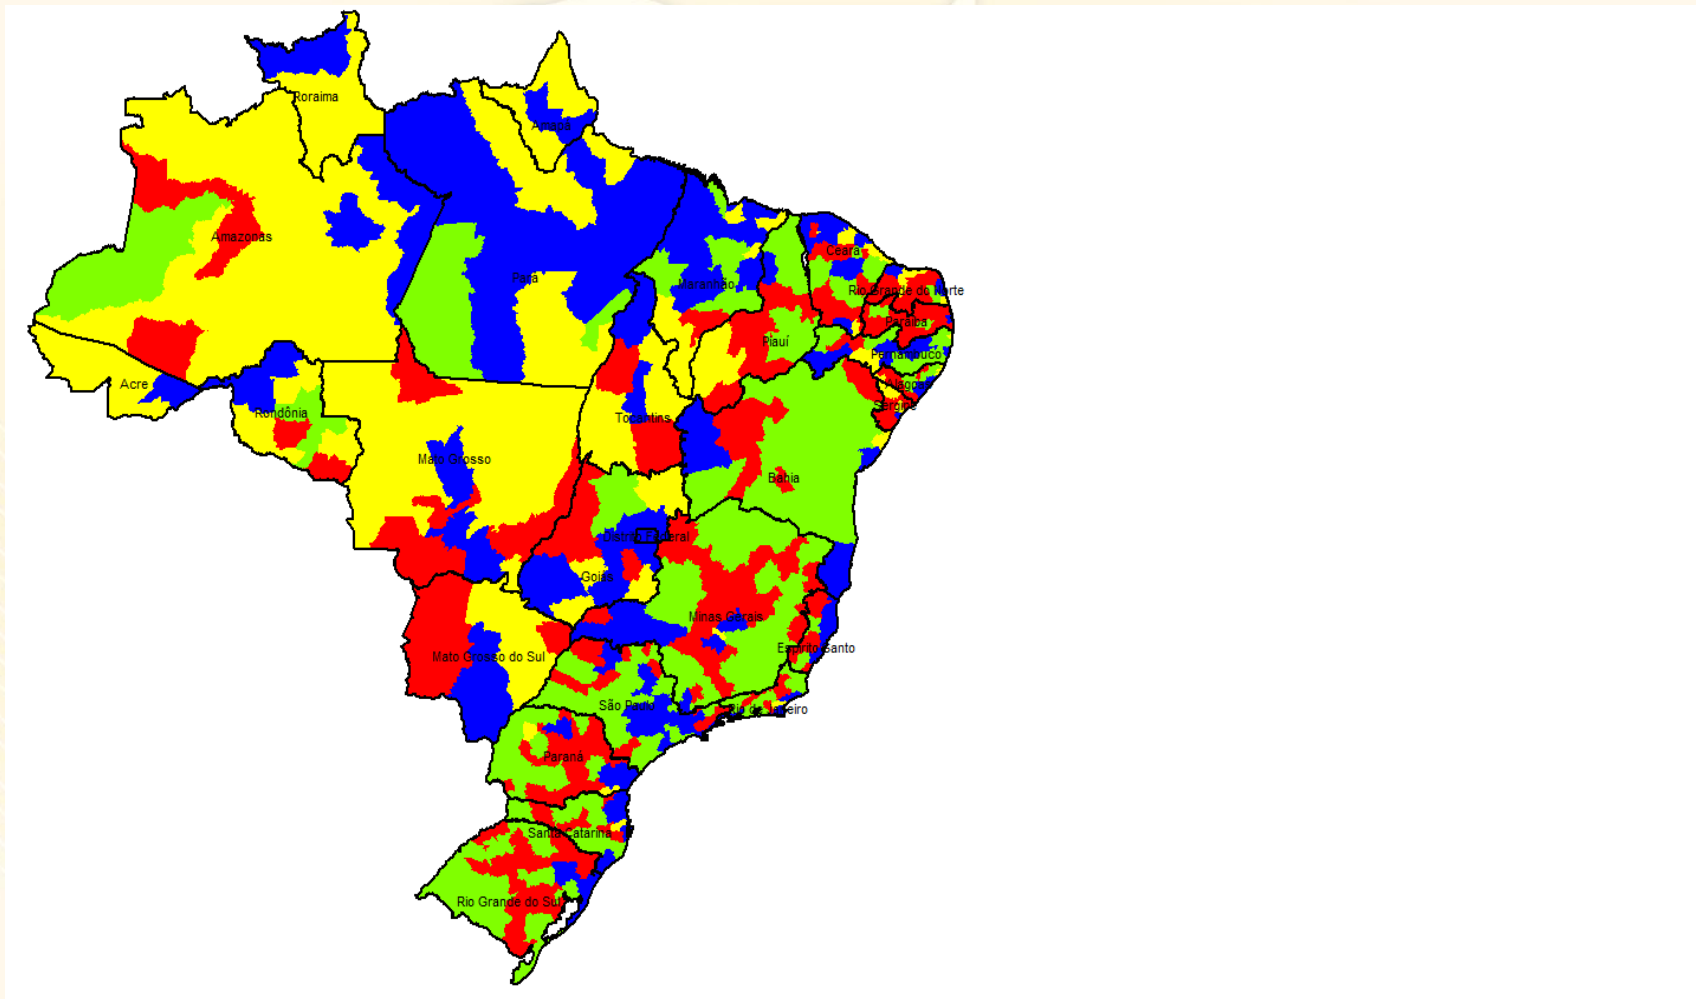 Roraima
Amapá
Amazonas
Pará
Maranhão
Ceará
Rio Grande do Norte
Paraíba
Piauí
Pernambuco
Acre
Alagoas
Sergipe
Rondônia
Tocantins
Mato Grosso
Bahia
Distrito Federal
Goiás
Minas Gerais
Espírito Santo
Mato Grosso do Sul
São Paulo
Rio de Janeiro
Paraná
Santa Catarina
Rio Grande do Sul